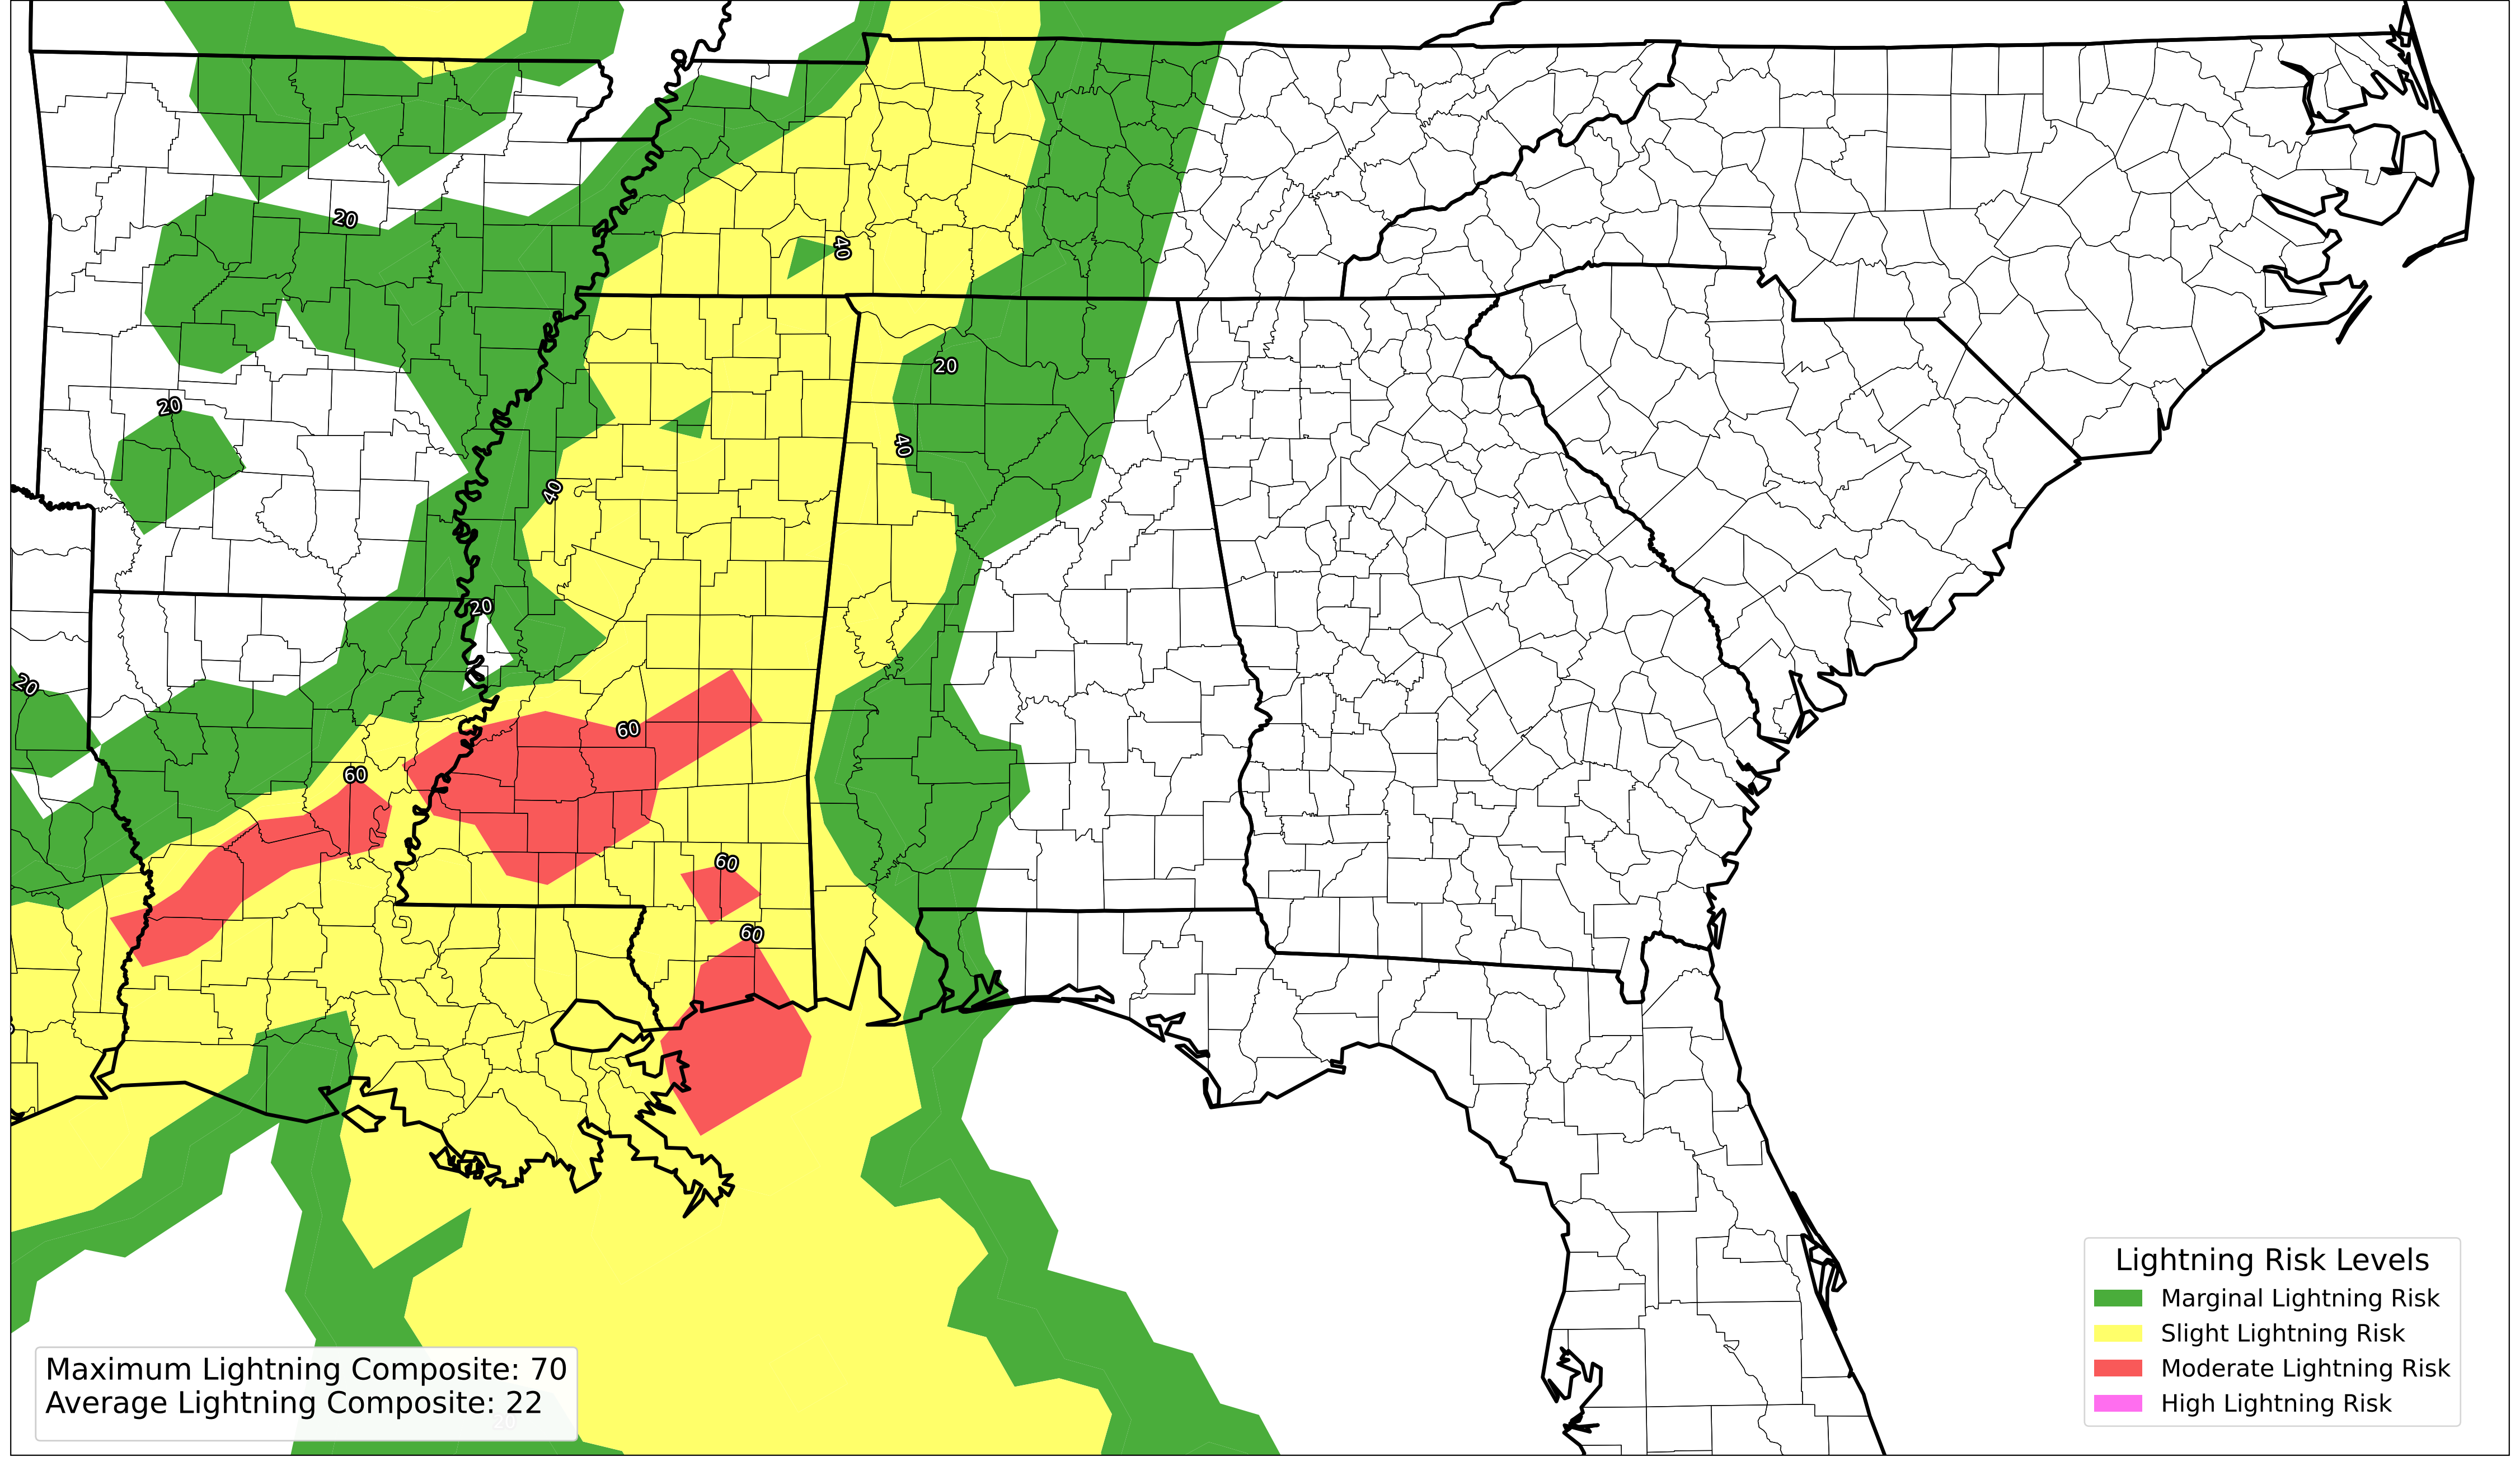 20
40
20
20
40
40
20
20
60
60
60
60
Lightning Risk Levels
Marginal Lightning Risk
Slight Lightning Risk
Moderate Lightning Risk
High Lightning Risk
Maximum Lightning Composite: 70
Average Lightning Composite: 22
20